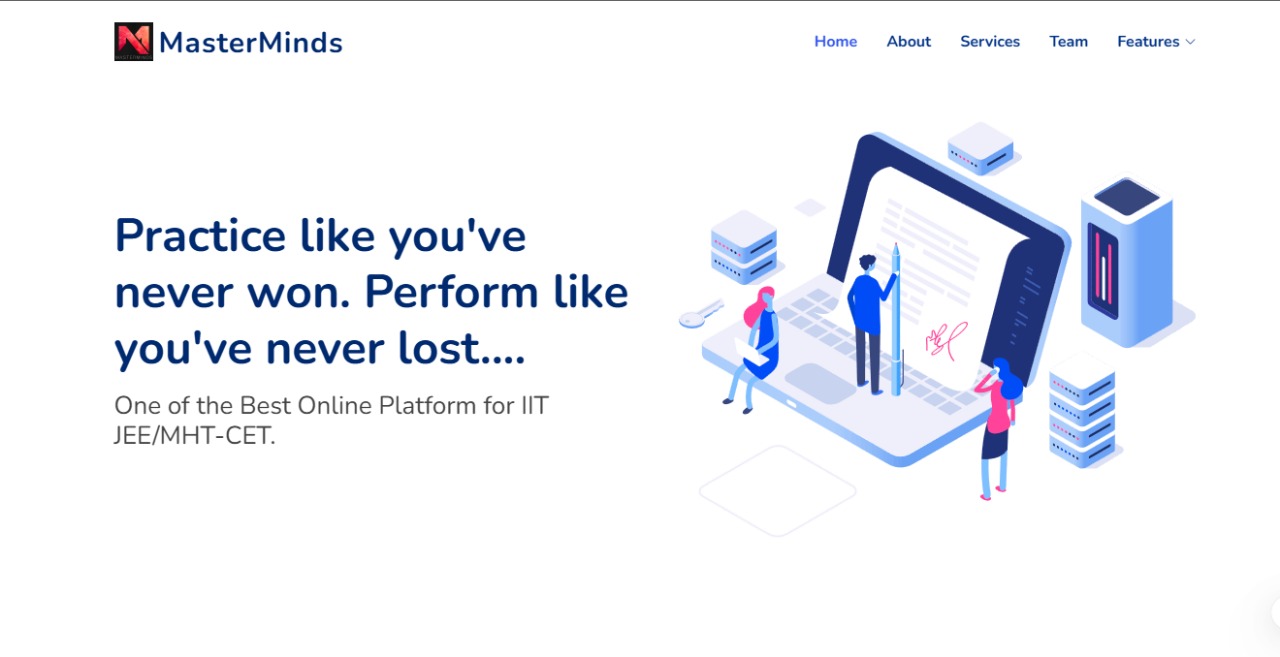 MasterMinds
Home About Services Team Features
Practice like you've
never won. Perform like
you've never lost....
One of the Best Online Platform for IIT
JEE/MHT-CET.